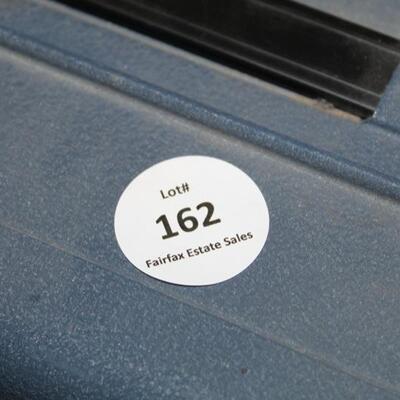 Lot#
162
Fairfax Estate Sales